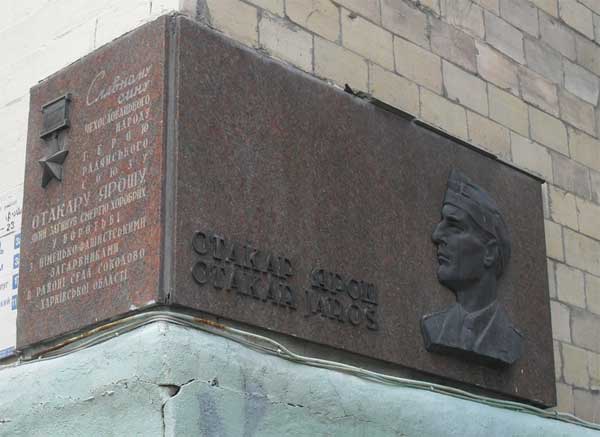 Славному
сину
чехословацького
народу
Герою
Радянського
Союзу
ОТАКАРУ ЯРОШУ,
який загинув смертю хоробрих
у боротьбі
з німецько-фашистськими
загарбниками
в районі села Соколово
Харківської області
ОТАКАР ЯРОШ
OTAKAR JAROŠ